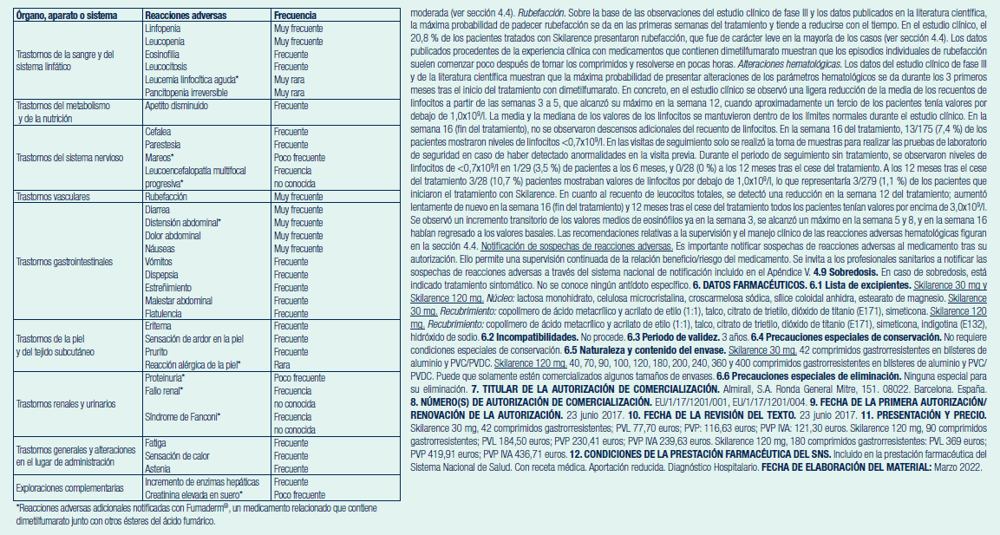 Órgano, aparato o sistema Reacciones adversas Frecuencia
Linfopenia Muy frecuente
Leucopenia Muy frecuente
Trastornos de la sangre y del Eosinofilia Frecuente
sistema linfático Leucocitosis Frecuente
Leucemia linfocítica aguda* Muy rara
Pancitopenia irreversible Muy rara
Trastornos del metabolismo Apetito disminuido Frecuente
y de la nutrición
Cefalea Frecuente
Parestesia Frecuente
Trastornos del sistema nervioso Mareos* Poco frecuente
Leucoencefalopatía multifocal Frecuencia
progresiva* no conocida
Trastornos vasculares Rubefacción Muy frecuente
Diarrea Muy frecuente
Distensión abdominal* Muy frecuente
Dolor abdominal Muy frecuente
Náuseas Muy frecuente
Trastornos gastrointestinales Vómitos Frecuente
Dispepsia Frecuente
Estreñimiento Frecuente
Malestar abdominal Frecuente
Flatulencia Frecuente
Eritema Frecuente
Trastornos de la piel Sensación de ardor en la piel Frecuente
y del tejido subcutáneo Prurito Frecuente
Reacción alérgica de la piel* Rara
Proteinuria* Poco frecuente
Fallo renal* Frecuencia
Trastornos renales y urinarios no conocida
Síndrome de Fanconi* Frecuencia
no conocida
Fatiga Frecuente
Trastornos generales y alteraciones Sensación de calor Frecuente
en el lugar de administración Astenia Frecuente
Exploraciones complementarias Incremento de enzimas hepáticas Frecuente
Creatinina elevada en suero* Poco frecuente
*Reacciones adversas adicionales notificadas con Fumaderm®, un medicamento relacionado que contiene
dimetilfumarato junto con otros ésteres del ácido fumárico.
moderada (ver sección 4.4). Rubefacción. Sobre la base de las observaciones del estudio clínico de fase III y los datos publicados en la literatura científica,
la máxima probabilidad de padecer rubefacción se da en las primeras semanas del tratamiento y tiende a reducirse con el tiempo. En el estudio clínico, el
20,8 % de los pacientes tratados con Skilarence presentaron rubefacción, que fue de carácter leve en la mayoría de los casos (ver sección 4.4). Los datos
publicados procedentes de la experiencia clínica con medicamentos que contienen dimetilfumarato muestran que los episodios individuales de rubefacción
suelen comenzar poco después de tomar los comprimidos y resolverse en pocas horas. Alteraciones hematológicas. Los datos del estudio clínico de fase III
y de la literatura científica muestran que la máxima probabilidad de presentar alteraciones de los parámetros hematológicos se da durante los 3 primeros
meses tras el inicio del tratamiento con dimetilfumarato. En concreto, en el estudio clínico se observó una ligera reducción de la media de los recuentos de
linfocitos a partir de las semanas 3 a 5, que alcanzó su máximo en la semana 12, cuando aproximadamente un tercio de los pacientes tenía valores por
debajo de 1,0x10⁹/l. La media y la mediana de los valores de los linfocitos se mantuvieron dentro de los límites normales durante el estudio clínico. En la
semana 16 (fin del tratamiento), no se observaron descensos adicionales del recuento de linfocitos. En la semana 16 del tratamiento, 13/175 (7,4 %) de los
pacientes mostraron niveles de linfocitos <0,7x10⁹/l. En las visitas de seguimiento solo se realizó la toma de muestras para realizar las pruebas de laboratorio
de seguridad en caso de haber detectado anormalidades en la visita previa. Durante el periodo de seguimiento sin tratamiento, se observaron niveles de
linfocitos de <0,7x10⁹/l en 1/29 (3,5 %) de pacientes a los 6 meses, y 0/28 (0 %) a los 12 meses tras el cese del tratamiento. A los 12 meses tras el cese
del tratamiento 3/28 (10,7 %) pacientes mostraban valores de linfocitos por debajo de 1,0x10⁹/l, lo que representaría 3/279 (1,1 %) de los pacientes que
iniciaron el tratamiento con Skilarence. En cuanto al recuento de leucocitos totales, se detectó una reducción en la semana 12 del tratamiento; aumentó
lentamente de nuevo en la semana 16 (fin del tratamiento) y 12 meses tras el cese del tratamiento todos los pacientes tenían valores por encima de 3,0x10⁹/l.
Se observó un incremento transitorio de los valores medios de eosinófilos ya en la semana 3, se alcanzó un máximo en la semana 5 y 8, y en la semana 16
habían regresado a los valores basales. Las recomendaciones relativas a la supervisión y el manejo clínico de las reacciones adversas hematológicas figuran
en la sección 4.4. Notificación de sospechas de reacciones adversas. Es importante notificar sospechas de reacciones adversas al medicamento tras su
autorización. Ello permite una supervisión continuada de la relación beneficio/riesgo del medicamento. Se invita a los profesionales sanitarios a notificar las
sospechas de reacciones adversas a través del sistema nacional de notificación incluido en el Apéndice V. 4.9 Sobredosis. En caso de sobredosis, está
indicado tratamiento sintomático. No se conoce ningún antídoto específico. 6. DATOS FARMACÉUTICOS. 6.1 Lista de excipientes. Skilarence 30 mg y
Skilarence 120 mg. Núcleo: lactosa monohidrato, celulosa microcristalina, croscarmelosa sódica, sílice coloidal anhidra, estearato de magnesio. Skilarence
30 mg. Recubrimiento: copolímero de ácido metacrílico y acrilato de etilo (1:1), talco, citrato de trietilo, dióxido de titanio (E171), simeticona. Skilarence 120
mg. Recubrimiento: copolímero de ácido metacrílico y acrilato de etilo (1:1), talco, citrato de trietilo, dióxido de titanio (E171), simeticona, indigotina (E132),
hidróxido de sodio. 6.2 Incompatibilidades. No procede. 6.3 Periodo de validez. 3 años. 6.4 Precauciones especiales de conservación. No requiere
condiciones especiales de conservación. 6.5 Naturaleza y contenido del envase. Skilarence 30 mg. 42 comprimidos gastrorresistentes en blísteres de
aluminio y PVC/PVDC. Skilarence 120 mg. 40, 70, 90, 100, 120, 180, 200, 240, 360 y 400 comprimidos gastrorresistentes en blísteres de aluminio y PVC/
PVDC. Puede que solamente estén comercializados algunos tamaños de envases. 6.6 Precauciones especiales de eliminación. Ninguna especial para
su eliminación. 7. TITULAR DE LA AUTORIZACIÓN DE COMERCIALIZACIÓN. Almirall, S.A. Ronda General Mitre, 151. 08022. Barcelona. España.
8. NÚMERO(S) DE AUTORIZACIÓN DE COMERCIALIZACIÓN. EU/1/17/1201/001, EU/1/17/1201/004. 9. FECHA DE LA PRIMERA AUTORIZACIÓN/
RENOVACIÓN DE LA AUTORIZACIÓN. 23 junio 2017. 10. FECHA DE LA REVISIÓN DEL TEXTO. 23 junio 2017. 11. PRESENTACIÓN Y PRECIO.
Skilarence 30 mg, 42 comprimidos gastrorresistentes; PVL 77,70 euros; PVP: 116,63 euros; PVP IVA: 121,30 euros. Skilarence 120 mg, 90 comprimidos
gastrorresistentes; PVL 184,50 euros; PVP 230,41 euros; PVP IVA 239,63 euros. Skilarence 120 mg, 180 comprimidos gastrorresistentes: PVL 369 euros;
PVP 419,91 euros; PVP IVA 436,71 euros. 12. CONDICIONES DE LA PRESTACIÓN FARMACÉUTICA DEL SNS. Incluido en la prestación farmacéutica del
Sistema Nacional de Salud. Con receta médica. Aportación reducida. Diagnóstico Hospitalario. FECHA DE ELABORACIÓN DEL MATERIAL: Marzo 2022.